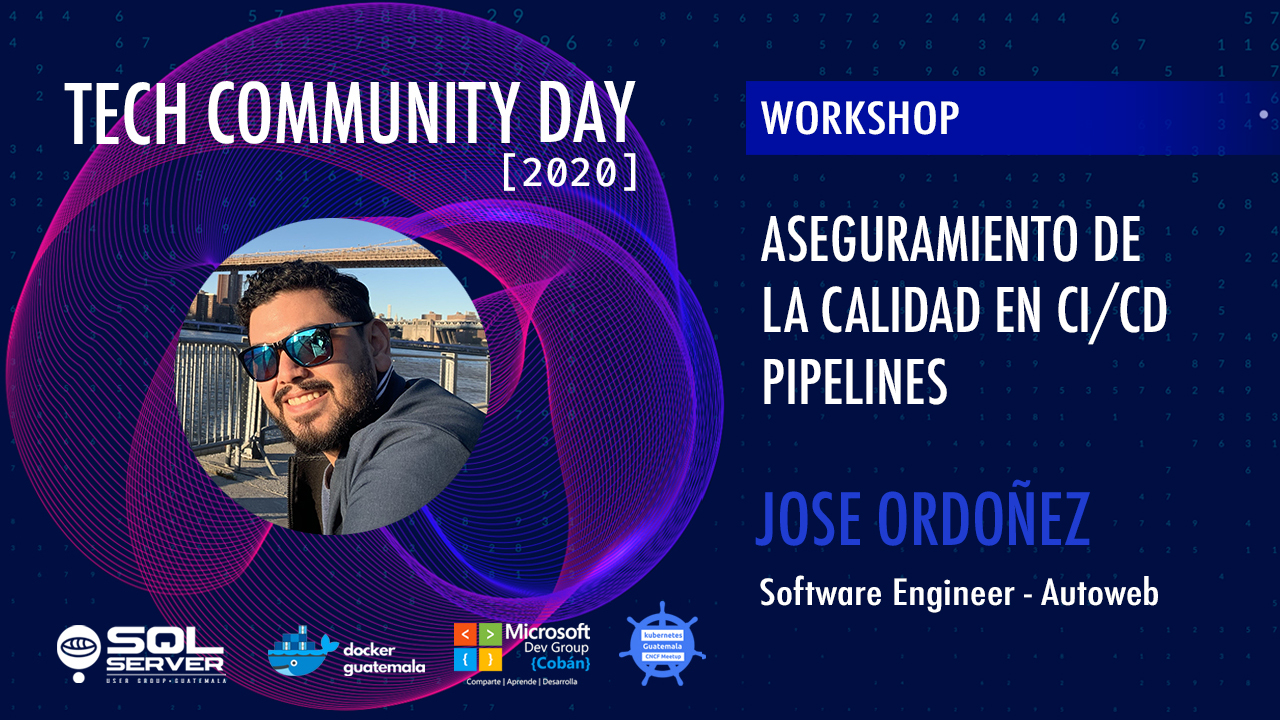 TECH COMMUNITY DAY
[2020]
WORKSHOP
ASEGURAMIENTO DE
LA CALIDAD EN CI/CD
PIPELINES
JOSE ORDOÑEZ
Software Engineer - Autoweb
SQL
SERVER
USER GROUP•GUATEMALA
docker
guatemala
< >
{ }
Microsoft
Dev Group
{Cobán}
Comparte | Aprende | Desarrolla
kubernetes
Guatemala
CNCF Meetup